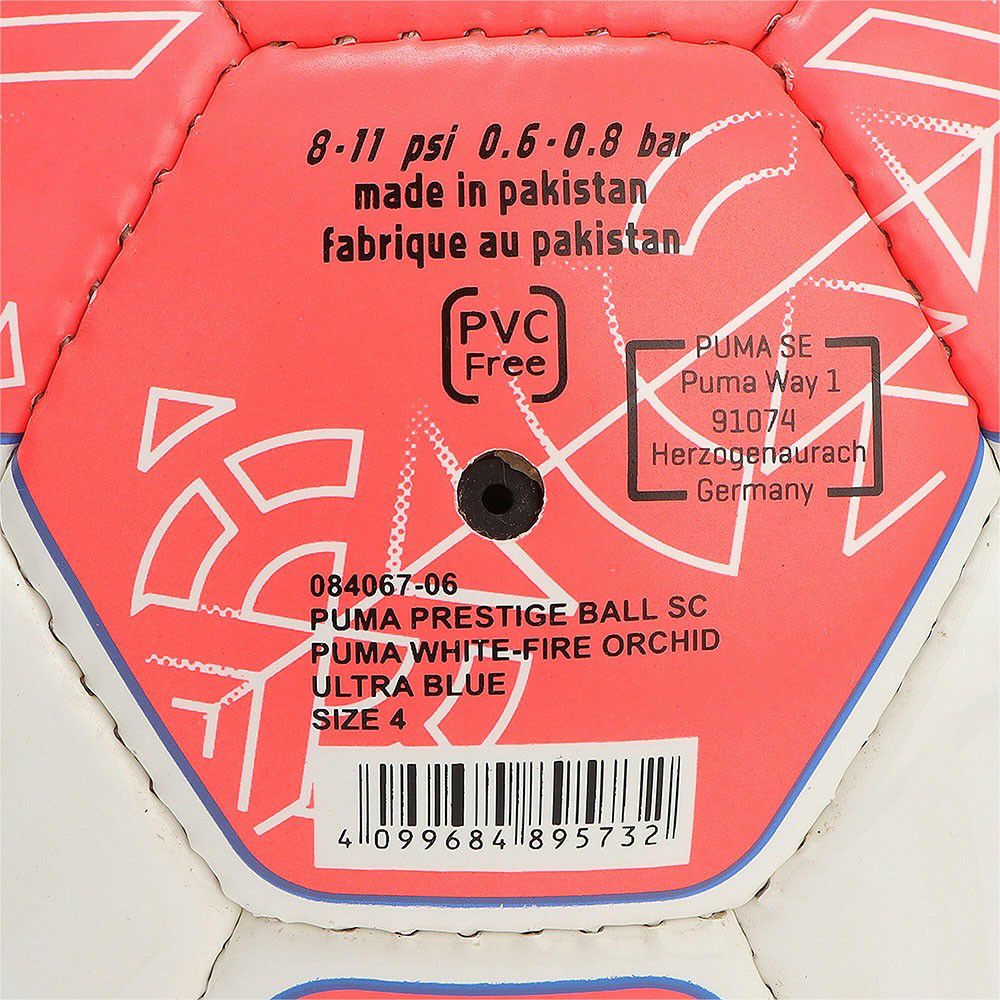 8-11 psi 0.6-0.8 bar
made in pakistan
fabrique au pakistan
PVC
Free
PUMA SE
Puma Way 1
91074
Herzogenaurach
Germany
084067-06
PUMA PRESTIGE BALL SC
PUMA WHITE-FIRE ORCHID
ULTRA BLUE
SIZE 4
4 099684 895732